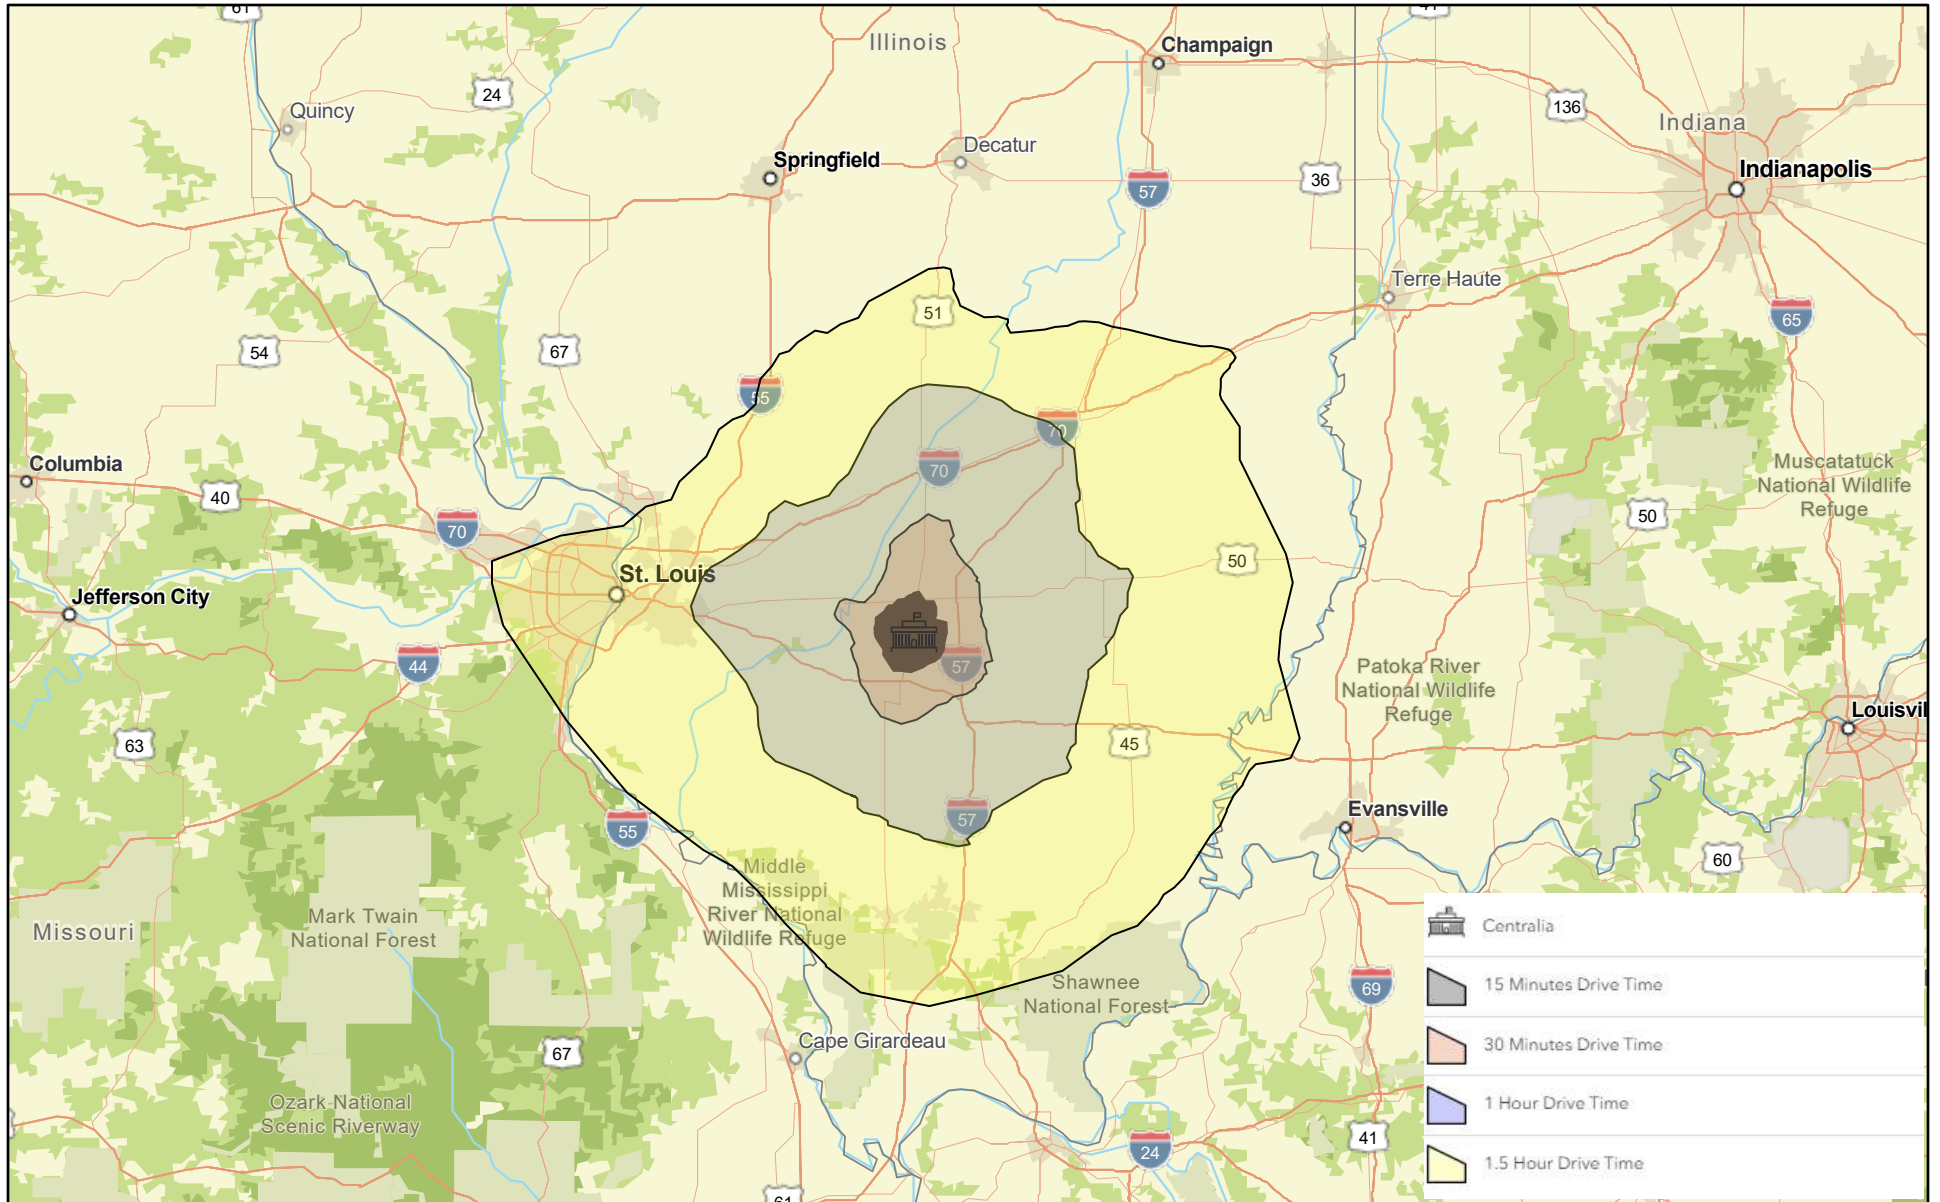 61
41
Illinois
Champaign
24
136
Quincy
Indiana
Springfield
Decatur
Indianapolis
57
36
Terre Haute
51
65
54
67
55
70
Columbia
70
Muscatatuck
National Wildlife
Refuge
40
50
70
50
St. Louis
Jefferson City
44
57
Patoka River
National Wildlife
Refuge
Louisvil
63
45
Evansville
57
55
60
Middle
Mississippi
River National
Wildlife Refuge
Mark Twain
National Forest
Missouri
Centralia
Shawnee
National Forest
69
15 Minutes Drive Time
Cape Girardeau
30 Minutes Drive Time
67
Ozark National
Scenic Riverway
1 Hour Drive Time
41
24
1.5 Hour Drive Time
61